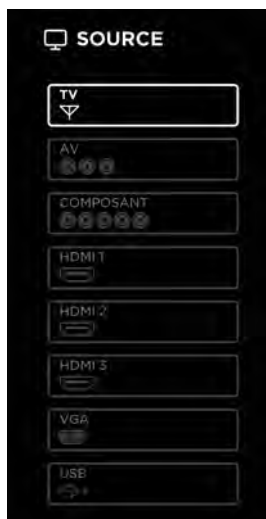 SOURCE
TV
AV
COMPOSANT
HDMI 1
HDMI 2
HDMI 3
VGA
USB